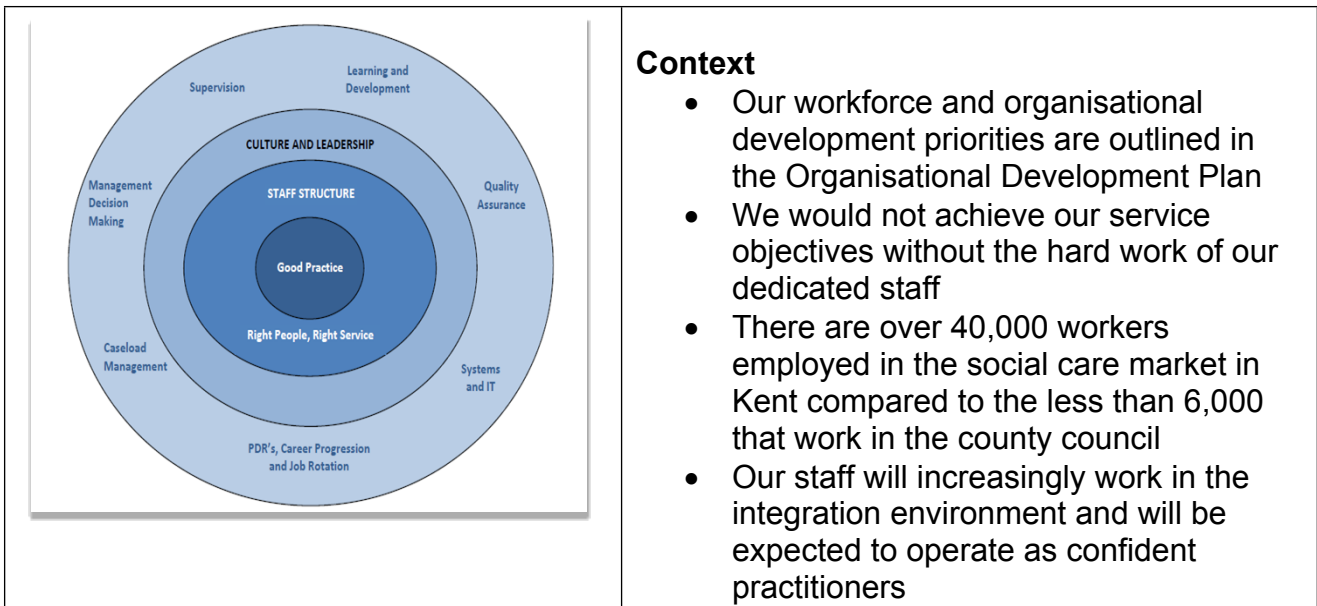 Supervision
Learning and
Development
CULTURE AND LEADERSHIP
STAFF STRUCTURE
Management
Decision
Making
Quality
Assurance
Good Practice
Right People, Right Service
Caseload
Management
Systems
and IT
PDR's, Career Progression
and Job Rotation
Context
• Our workforce and organisational
development priorities are outlined in
the Organisational Development Plan
• We would not achieve our service
objectives without the hard work of our
dedicated staff
• There are over 40,000 workers
employed in the social care market in
Kent compared to the less than 6,000
that work in the county council
• Our staff will increasingly work in the
integration environment and will be
expected to operate as confident
practitioners